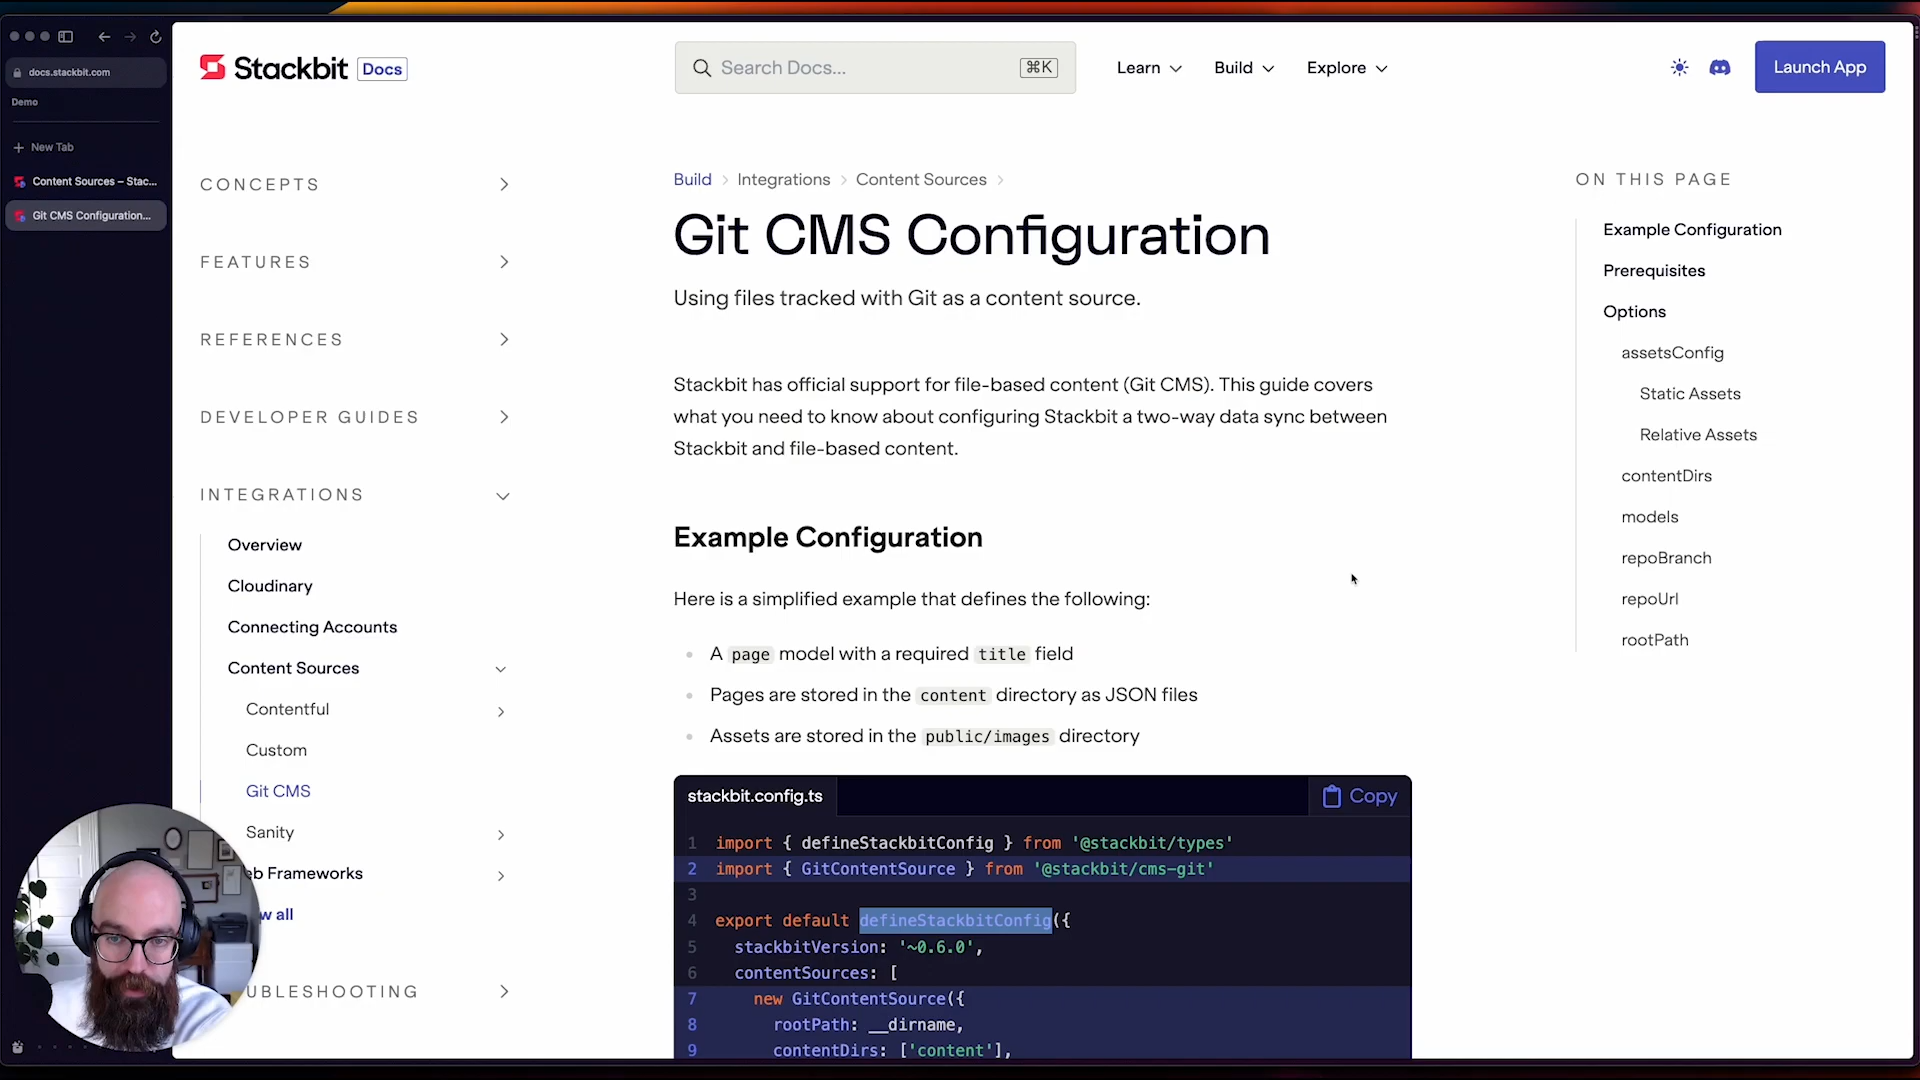 docs.stackbit.com
Demo
New Tab
Content Sources – Stac...
Git CMS Configuration...
Stackbit Docs
Search Docs... ⌘K
Learn
Build
Explore
Launch App
CONCEPTS
FEATURES
REFERENCES
DEVELOPER GUIDES
INTEGRATIONS
Overview
Cloudinary
Connecting Accounts
Content Sources
Contentful
Custom
Git CMS
Sanity
eb Frameworks
w all
UBLESHOOTING
Build > Integrations > Content Sources >
Git CMS Configuration
Using files tracked with Git as a content source.
Stackbit has official support for file-based content (Git CMS). This guide covers
what you need to know about configuring Stackbit a two-way data sync between
Stackbit and file-based content.
Example Configuration
Here is a simplified example that defines the following:
A page model with a required title field
Pages are stored in the content directory as JSON files
Assets are stored in the public/images directory
stackbit.config.ts
Copy
1 import { defineStackbitConfig } from '@stackbit/types'
2 import { GitContentSource } from '@stackbit/cms-git'
3
4 export default defineStackbitConfig({
5 stackbitVersion: '~0.6.0',
6 contentSources: [
7 new GitContentSource({
8 rootPath: __dirname,
9 contentDirs: ['content'],
ON THIS PAGE
Example Configuration
Prerequisites
Options
assetsConfig
Static Assets
Relative Assets
contentDirs
models
repoBranch
repoUrl
rootPath